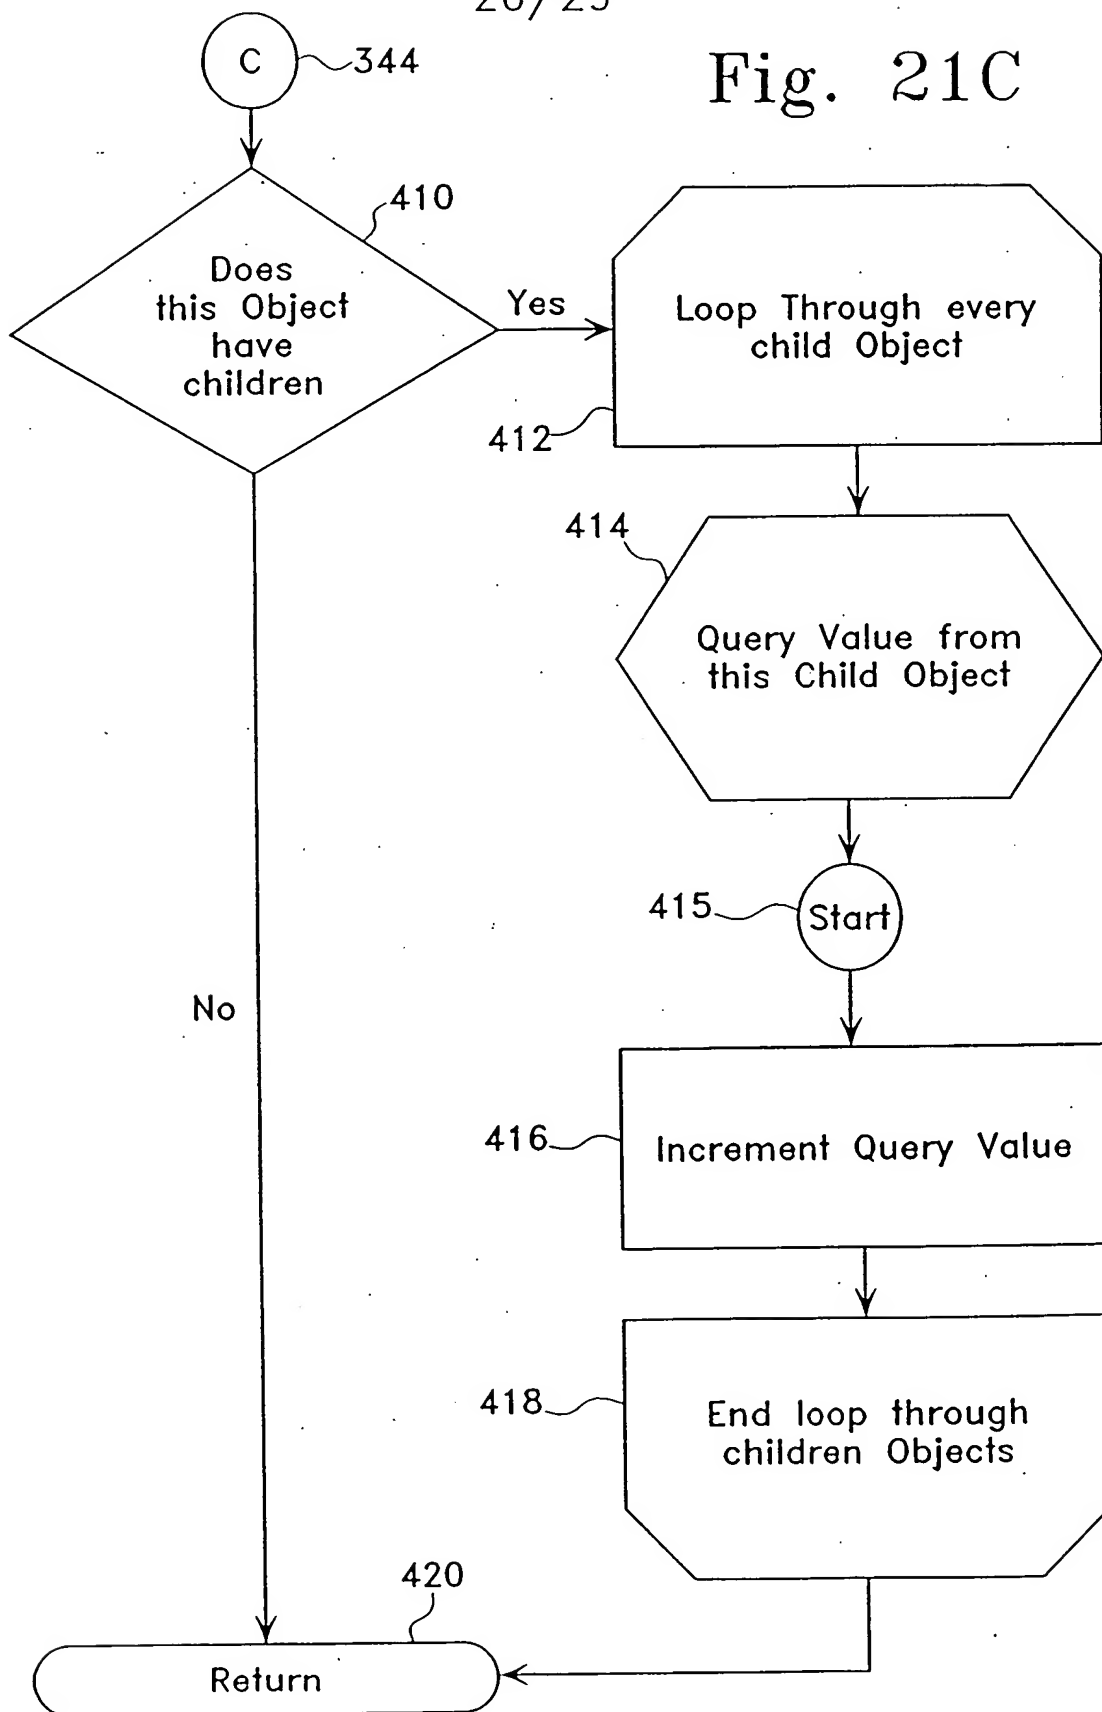 Fig. 21C
C
344
410
Does
this Object
have
children
Yes
Loop Through every
child Object
412
414
Query Value from
this Child Object
415
Start
No
416
Increment Query Value
418
End loop through
children Objects
420
Return